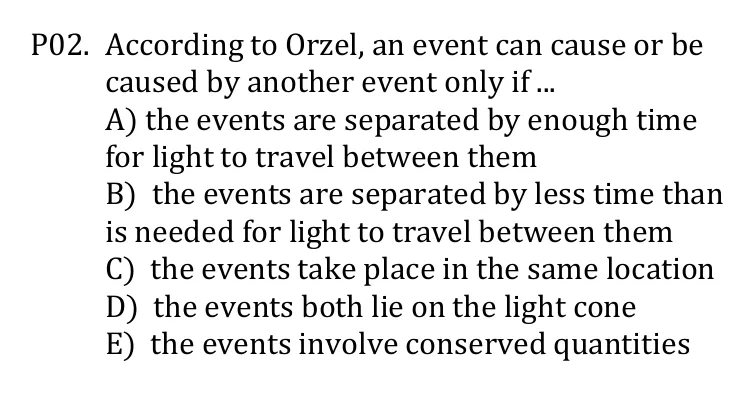 P02. According to Orzel, an event can cause or be
caused by another event only if ...
A) the events are separated by enough time
for light to travel between them
B) the events are separated by less time than
is needed for light to travel between them
C) the events take place in the same location
D) the events both lie on the light cone
E) the events involve conserved quantities